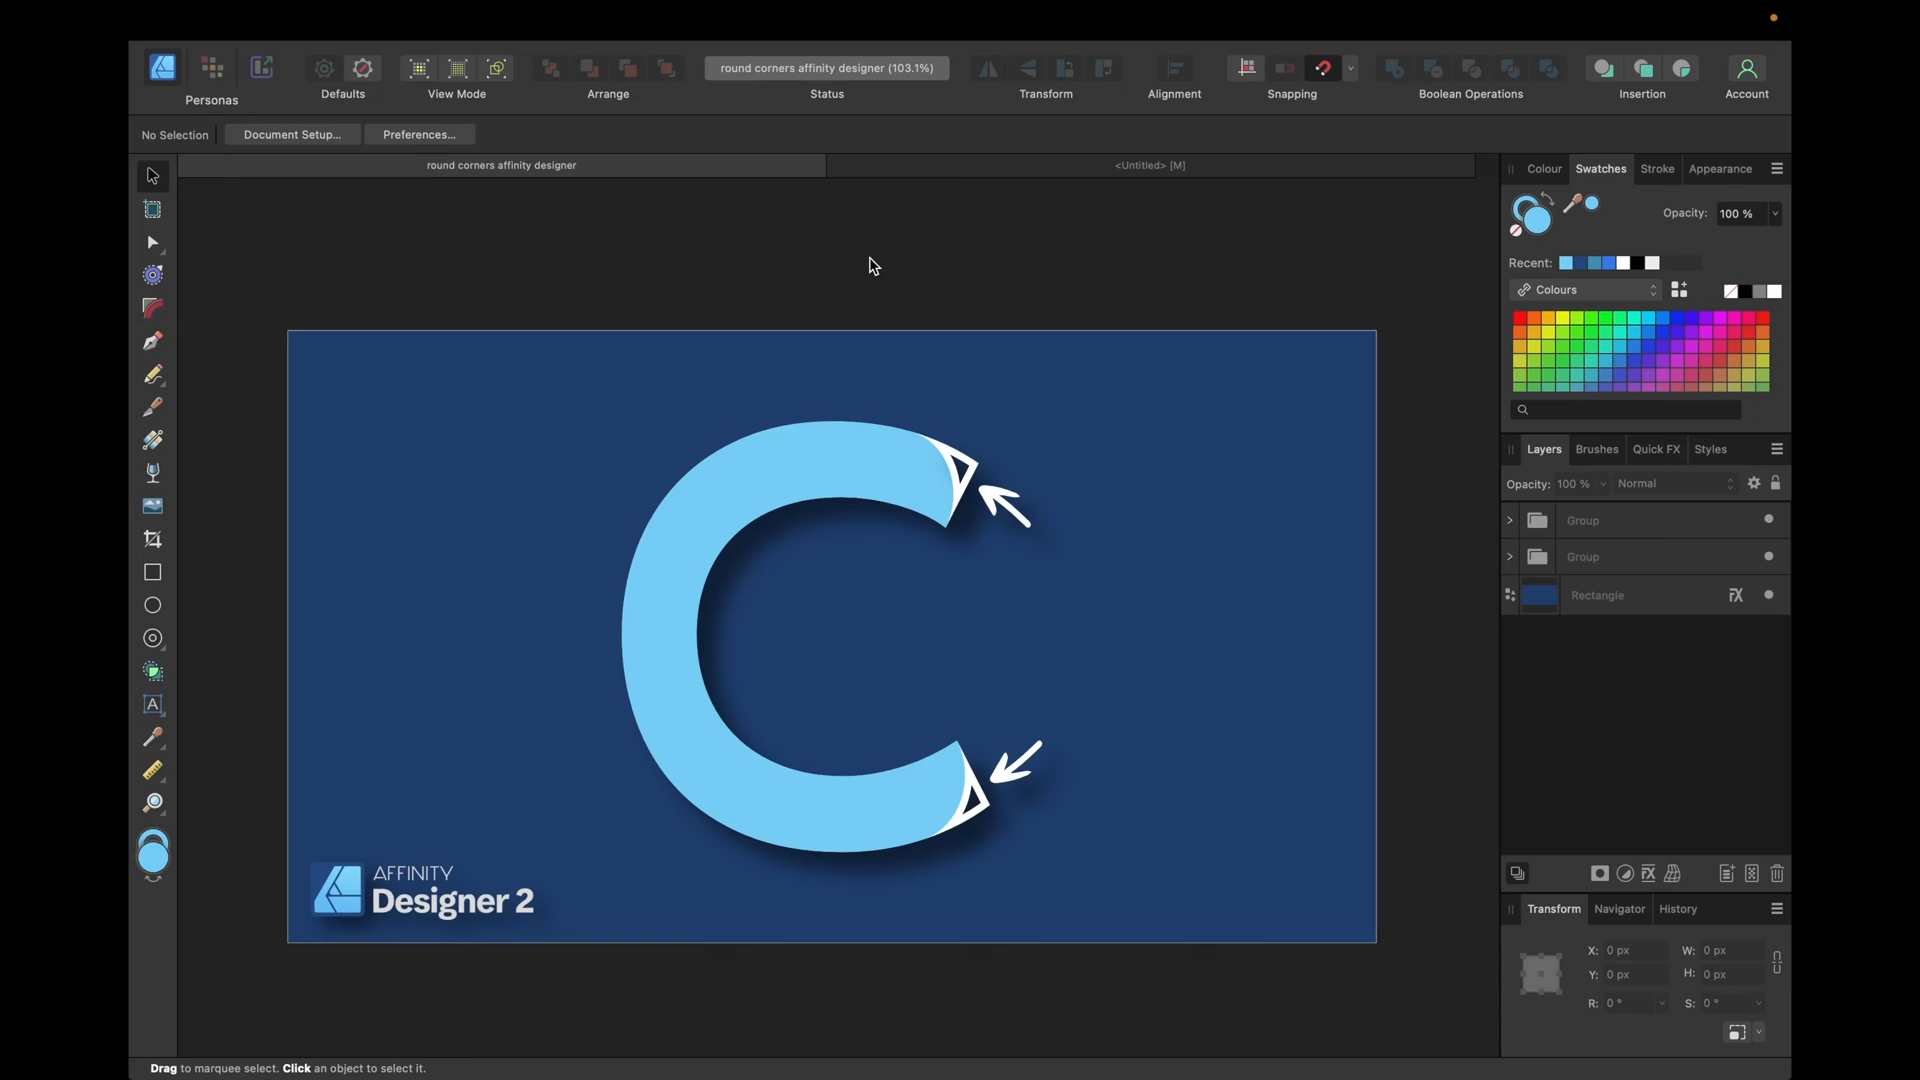 round corners affinity designer (103.1%)
Personas
Defaults
View Mode
Arrange
Status
Transform
Alignment
Snapping
Boolean Operations
Insertion
Account
No Selection
Document Setup...
Preferences...
round corners affinity designer
<Untitled> [M]
Colour
Swatches
Stroke
Appearance
Opacity:
100 %
Recent:
Colours
Layers
Brushes
Quick FX
Styles
Opacity:
100 %
Normal
Group
Group
Rectangle
C
AFFINITY
Designer 2
Transform
Navigator
History
X:
0 px
W:
0 px
Y:
0 px
H:
0 px
R:
0 °
S:
0 °
Drag to marquee select. Click an object to select it.